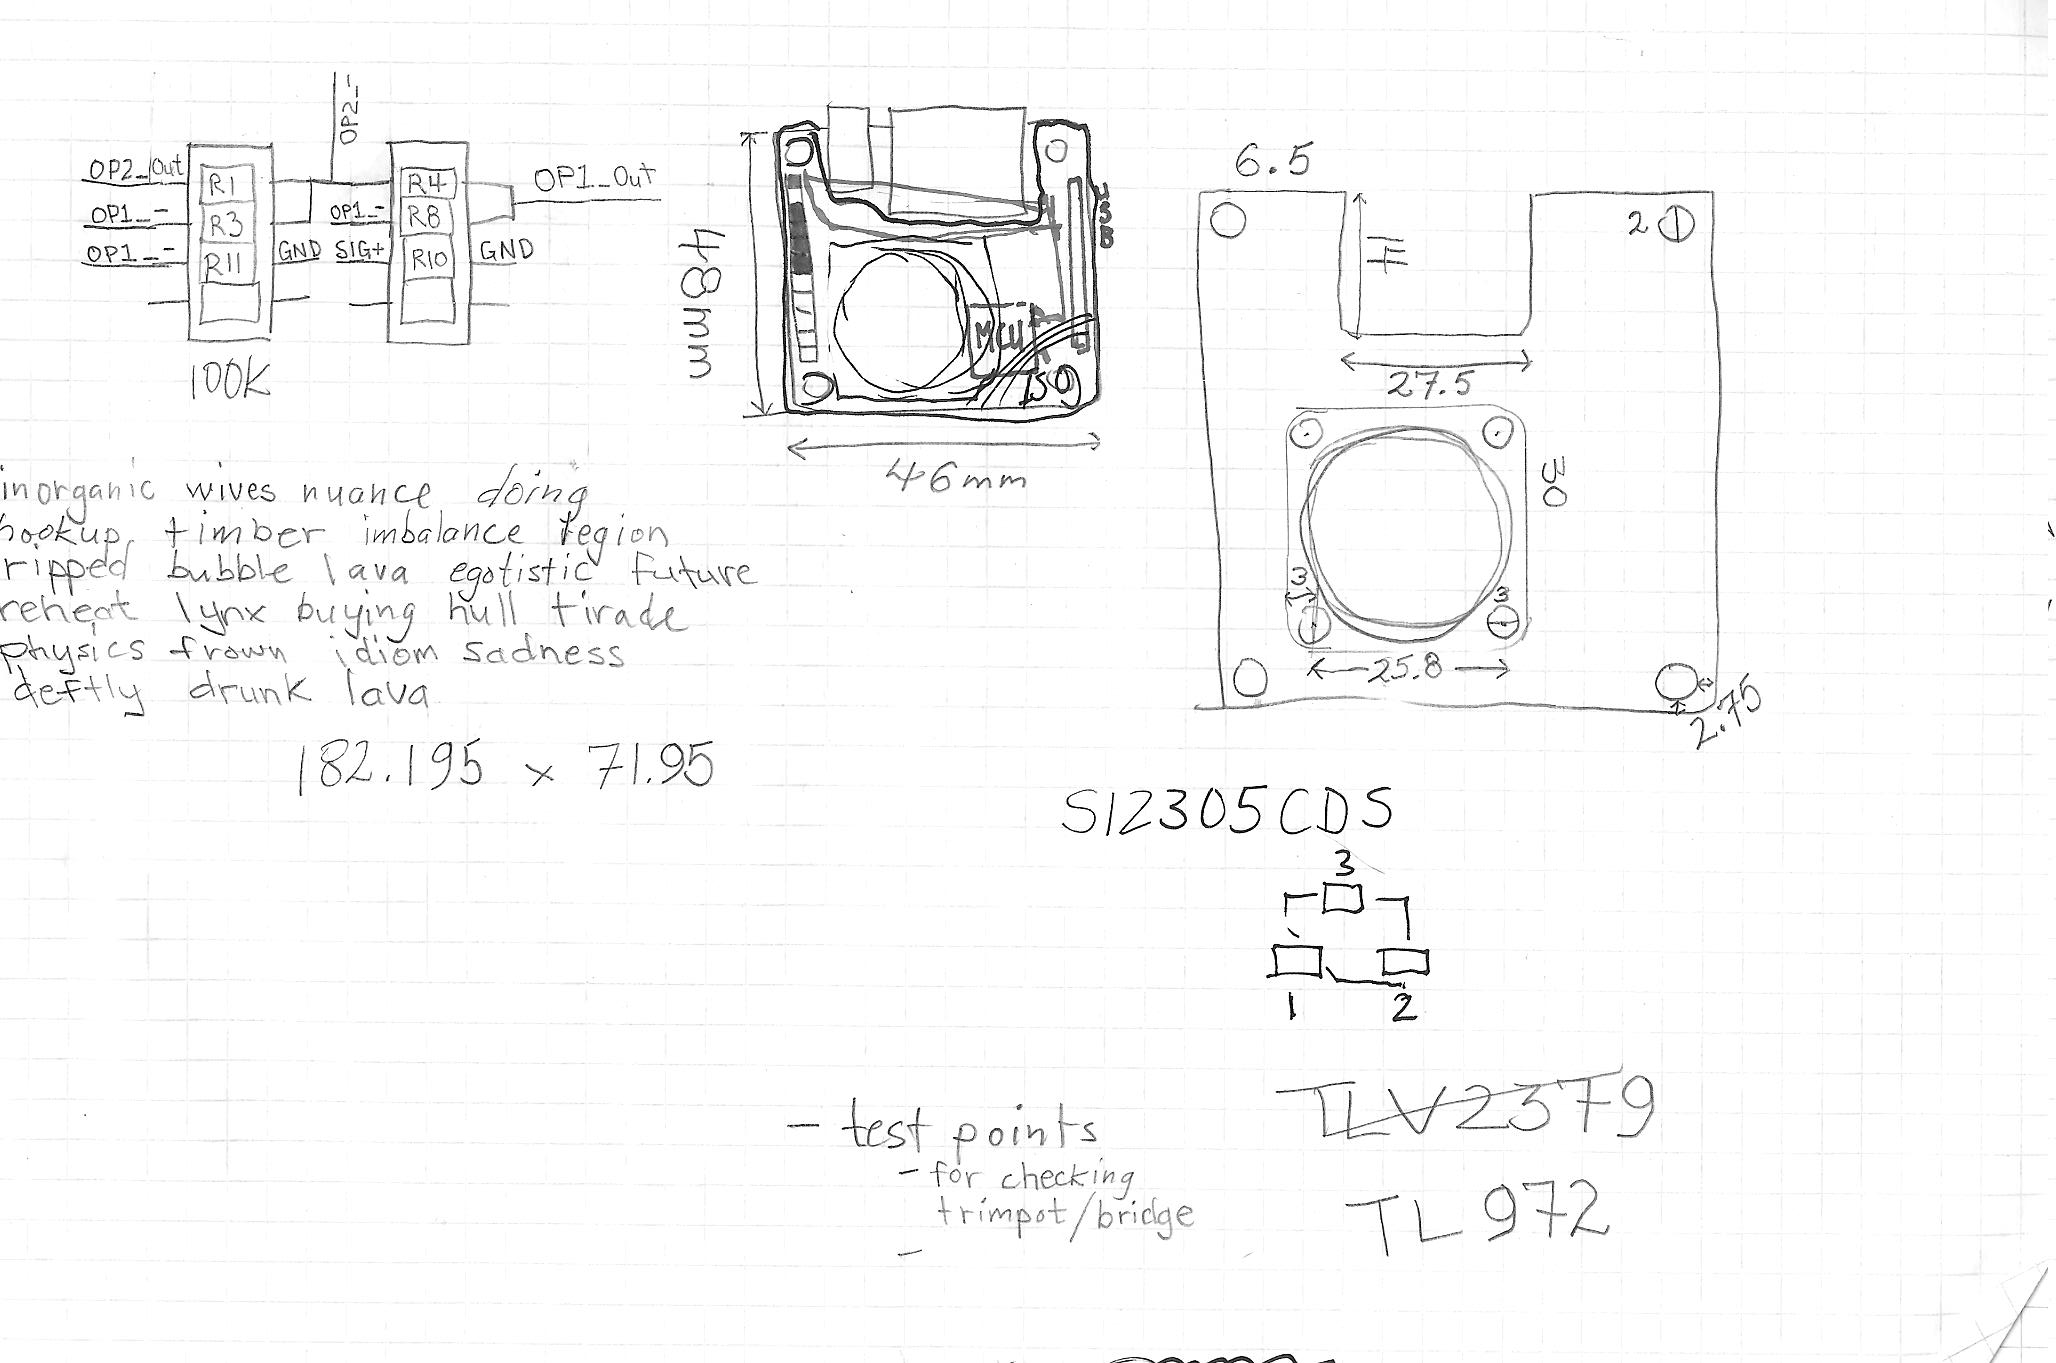 OP2_-
OP2_Out
R1
R4
OP1_Out
OP1_-
R3
OP1_-
R8
OP1_-
R11
GND
SIG+
R10
GND
100K
USB
48mm
MCU
46mm
6.5
2
14
27.5
30
3
3
25.8
2.75
inorganic wives nuance doing
hookup timber imbalance region
ripped bubble lava egotistic future
reheat lynx buying hull tirade
physics frown idiom sadness
deftly drunk lava
182.195 x 71.95
SI2305CDS
3
1
2
- test points
- for checking
trimpot/bridge
-
TLV2379
TL972